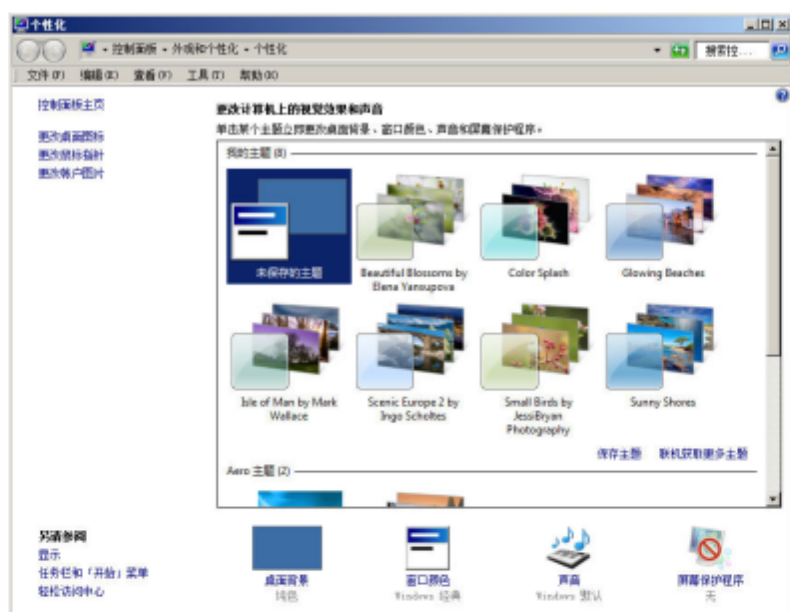 个性化
控制面板 - 外观和个性化 - 个性化
搜索控...
文件(F) 编辑(E) 查看(V) 工具(T) 帮助(H)
控制面板主页
更改桌面图标
更改鼠标指针
更改帐户图片
更改计算机上的视觉效果和声音
单击某个主题立即更改桌面背景、窗口颜色、声音和屏幕保护程序。
我的主题 (8)
未保存的主题
Beautiful Blossoms by
Elena Yansupova
Color Splash
Glowing Beaches
Isle of Man by Mark
Wallace
Scenic Europe 2 by
Ingo Scholtes
Small Birds by
JessiBryan
Photography
Sunny Shores
保存主题 联机获取更多主题
Aero 主题 (2)
另请参阅
显示
任务栏和「开始」菜单
轻松访问中心
桌面背景
纯色
窗口颜色
Windows 经典
声音
Windows 默认
屏幕保护程序
无